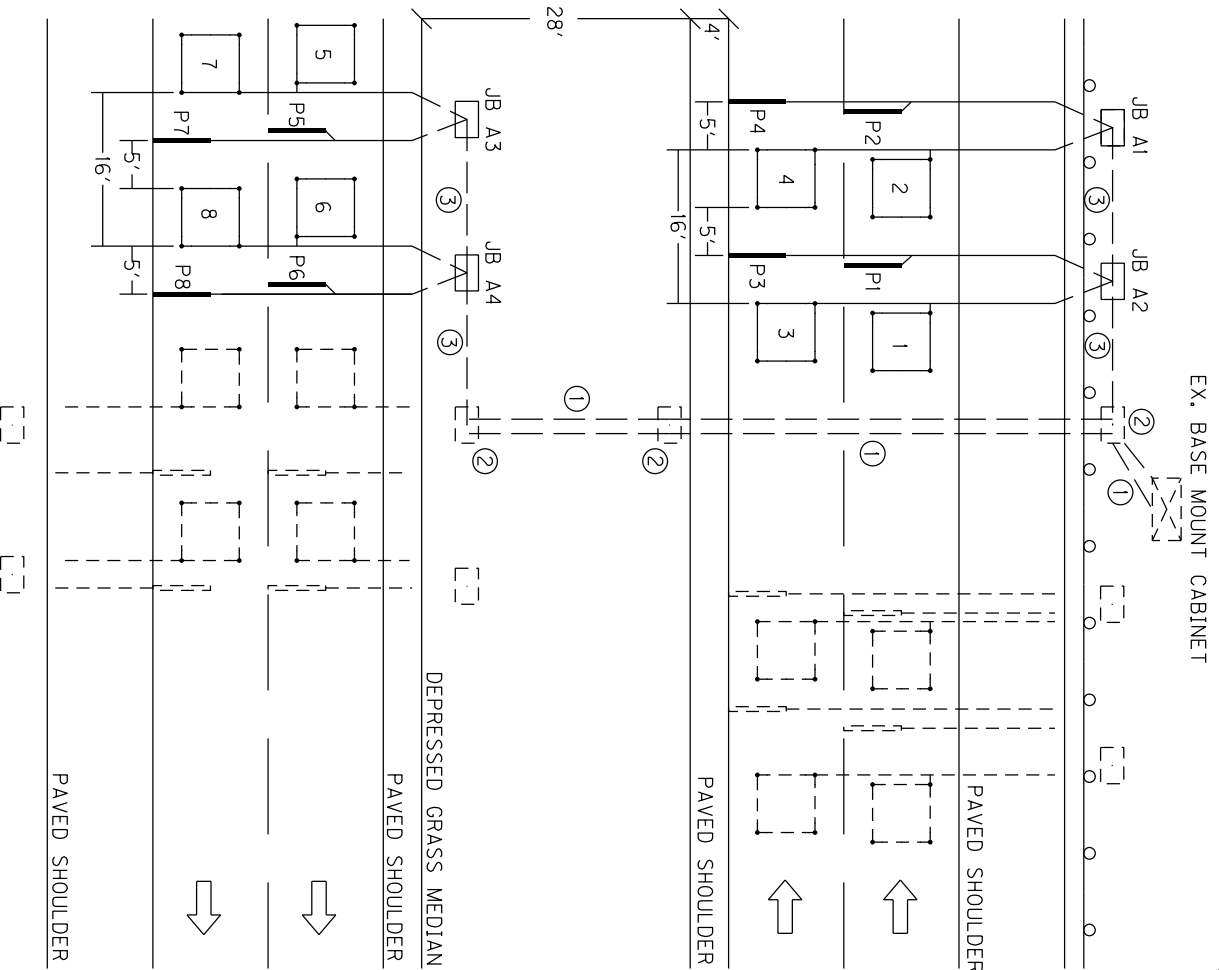 EX. BASE MOUNT CABINET
JB A1
JB A2
3
3
2
1
P2
P4
2
4
5'
16'
5'
P1
P3
1
3
1
PAVED SHOULDER
4'
PAVED SHOULDER
28'
1
2
2
DEPRESSED GRASS MEDIAN
JB A3
JB A4
3
3
PAVED SHOULDER
5
7
P5
P7
6
8
P6
P8
5'
16'
5'
PAVED SHOULDER